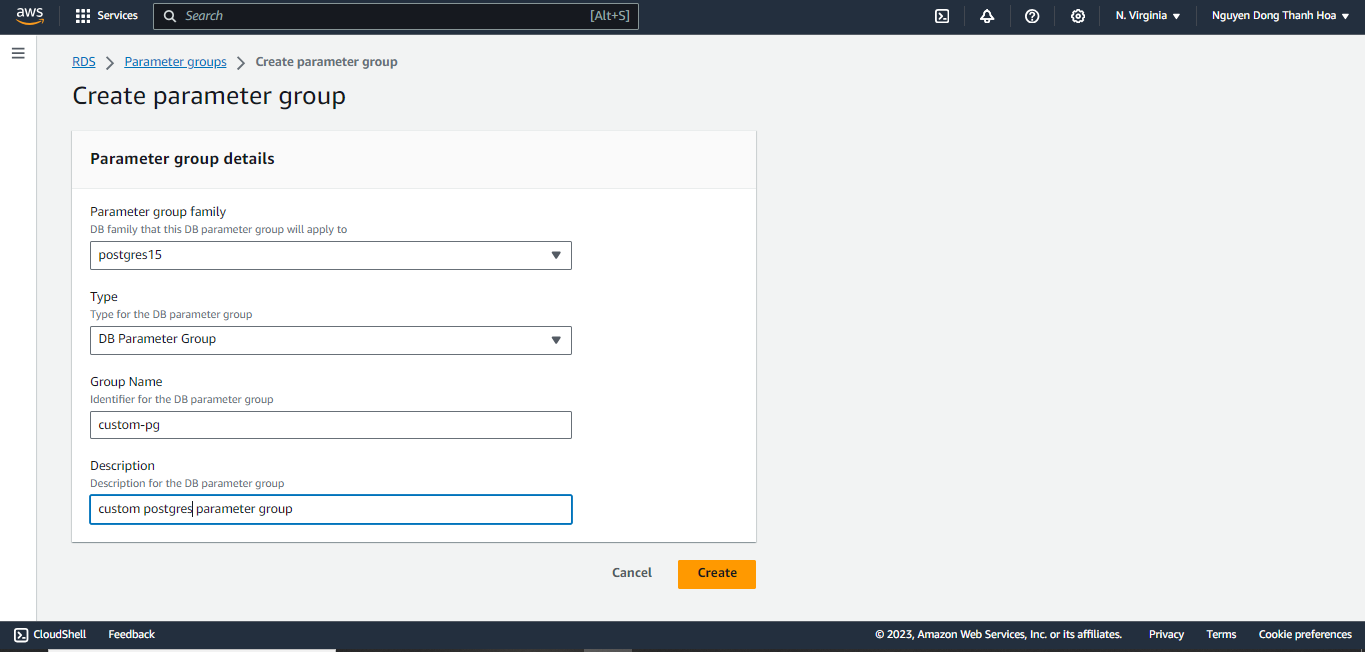 aws Services Search [Alt+S] N. Virginia Nguyen Dong Thanh Hoa
RDS Parameter groups Create parameter group
Create parameter group
Parameter group details
Parameter group family
DB family that this DB parameter group will apply to
postgres15
Type
Type for the DB parameter group
DB Parameter Group
Group Name
Identifier for the DB parameter group
custom-pg
Description
Description for the DB parameter group
custom postgres parameter group
Cancel Create
CloudShell Feedback © 2023, Amazon Web Services, Inc. or its affiliates. Privacy Terms Cookie preferences